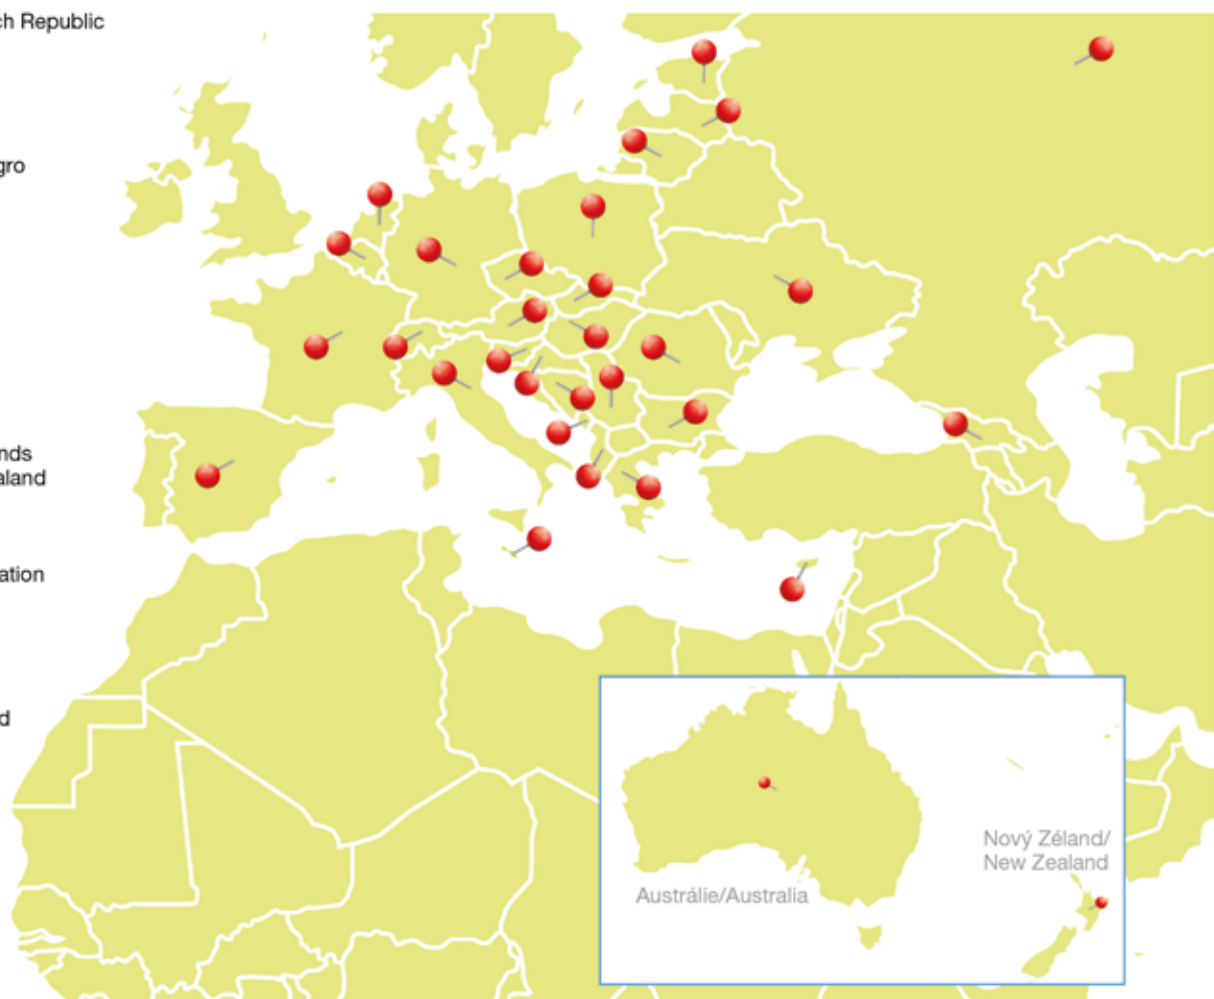 ch Republic
gro
nds
aland
ation
d
Nový Zéland/
New Zealand
Austrálie/Australia